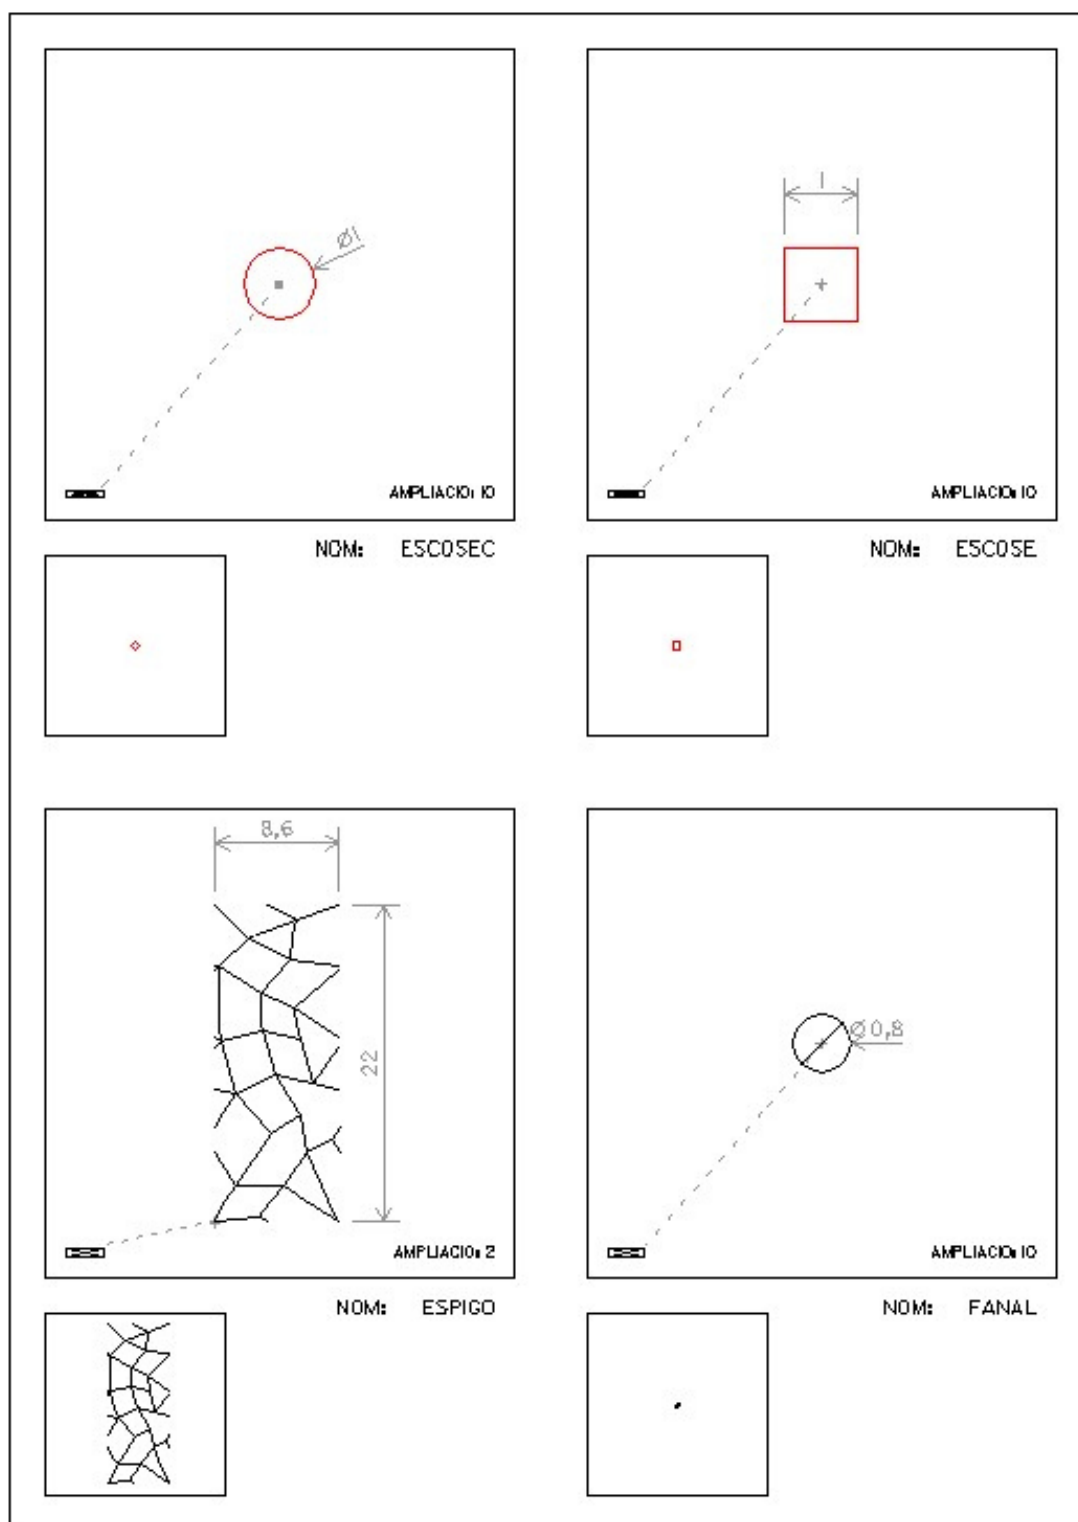 Ø1
1
AMPLIACIO: 10
AMPLIACIO: 10
NOM: ESCOSEC
NOM: ESCOSE
8,6
22
Ø0,8
AMPLIACIO: 2
AMPLIACIO: 10
NOM: ESPIGO
NOM: FANAL